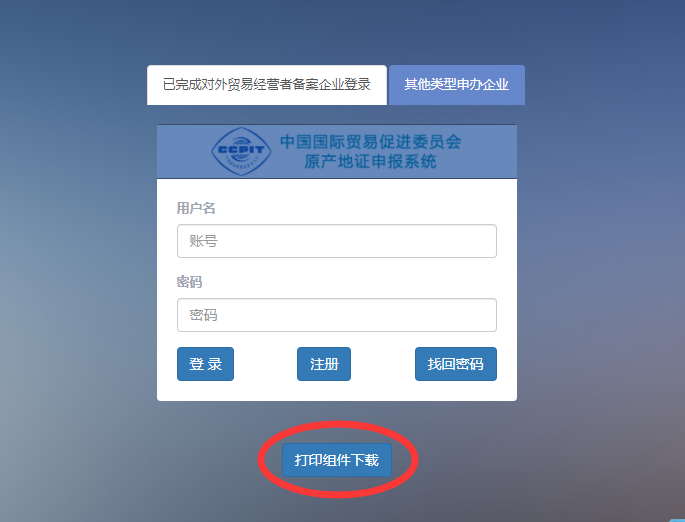 已完成对外贸易经营者备案企业登录
其他类型申办企业
CCPIT
中国国际贸易促进委员会
原产地证申报系统
用户名
账号
密码
密码
登 录
注册
找回密码
打印组件下载